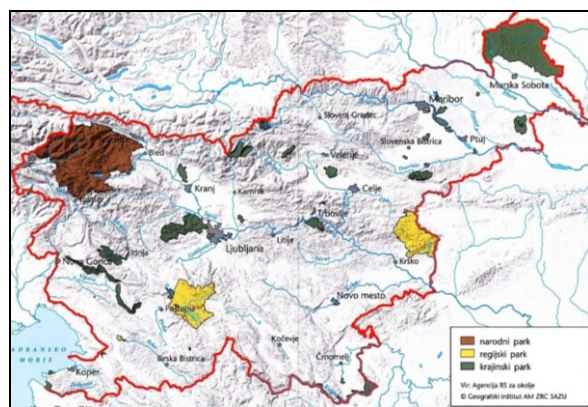 Murska Sobota
Maribor
Slovenj Gradec
Ptuj
Slovenska Bistrica
Velenje
Bled
Celje
Kranj
Kamnik
Tolmin
Trbovlje
Ljubljana
Litija
Idrija
Nova Gorica
Krško
Novo mesto
Postojna
ADRANSKO
MORJE
Kočevje
Ilirska Bistrica
Črnomelj
Koper
narodni park
regijski park
krajinski park
Vir: Agencija RS za okolje
© Geografski inštitut AM ZRC SAZU